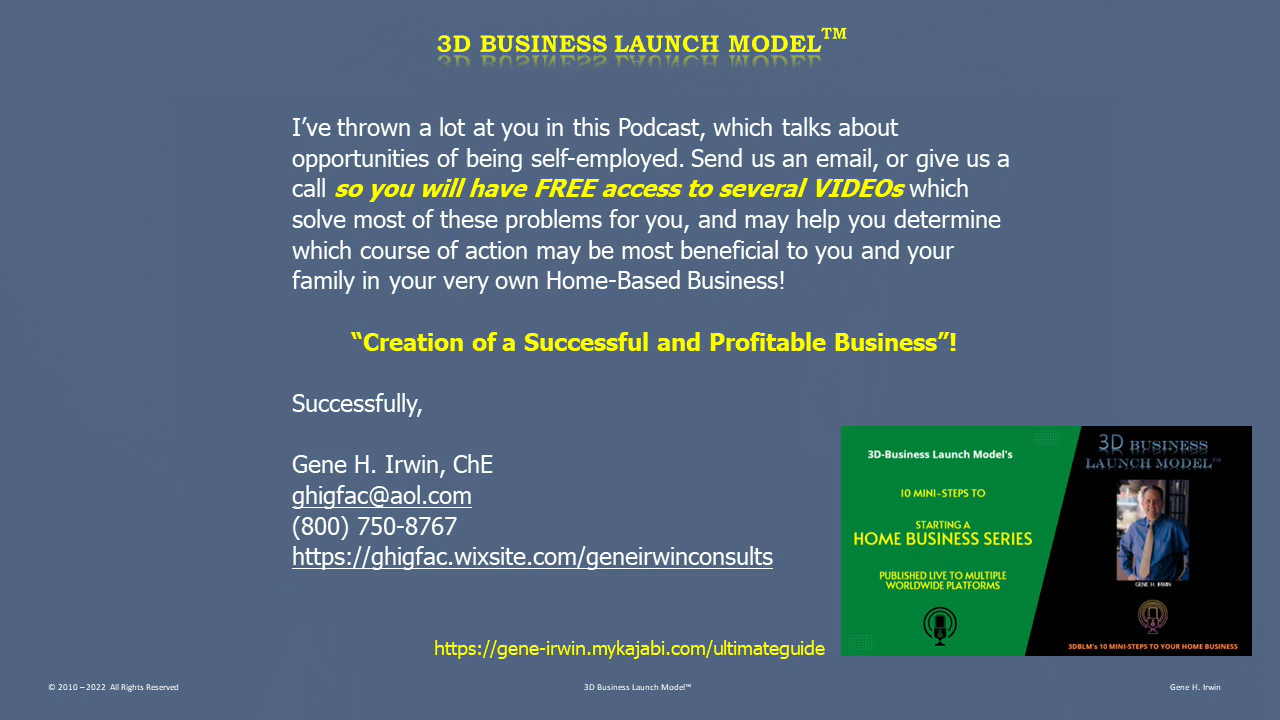 3D BUSINESS LAUNCH MODEL™
I've thrown a lot at you in this Podcast, which talks about
opportunities of being self-employed. Send us an email, or give us a
call so you will have FREE access to several VIDEOs which
solve most of these problems for you, and may help you determine
which course of action may be most beneficial to you and your
family in your very own Home-Based Business!
“Creation of a Successful and Profitable Business”!
Successfully,
Gene H. Irwin, ChE
ghigfac@aol.com
(800) 750-8767
https://ghigfac.wixsite.com/geneirwinconsults
3D-Business Launch Model's
10 MINI-STEPS TO
STARTING A
HOME BUSINESS SERIES
PUBLISHED LIVE TO MULTIPLE
WORLDWIDE PLATFORMS
3D BUSINESS
LAUNCH MODEL™
GENE H. IRWIN
3DBLM's 10 MINI-STEPS TO YOUR HOME BUSINESS
https://gene-irwin.mykajabi.com/ultimateguide
© 2010 – 2022 All Rights Reserved
3D Business Launch Model™
Gene H. Irwin